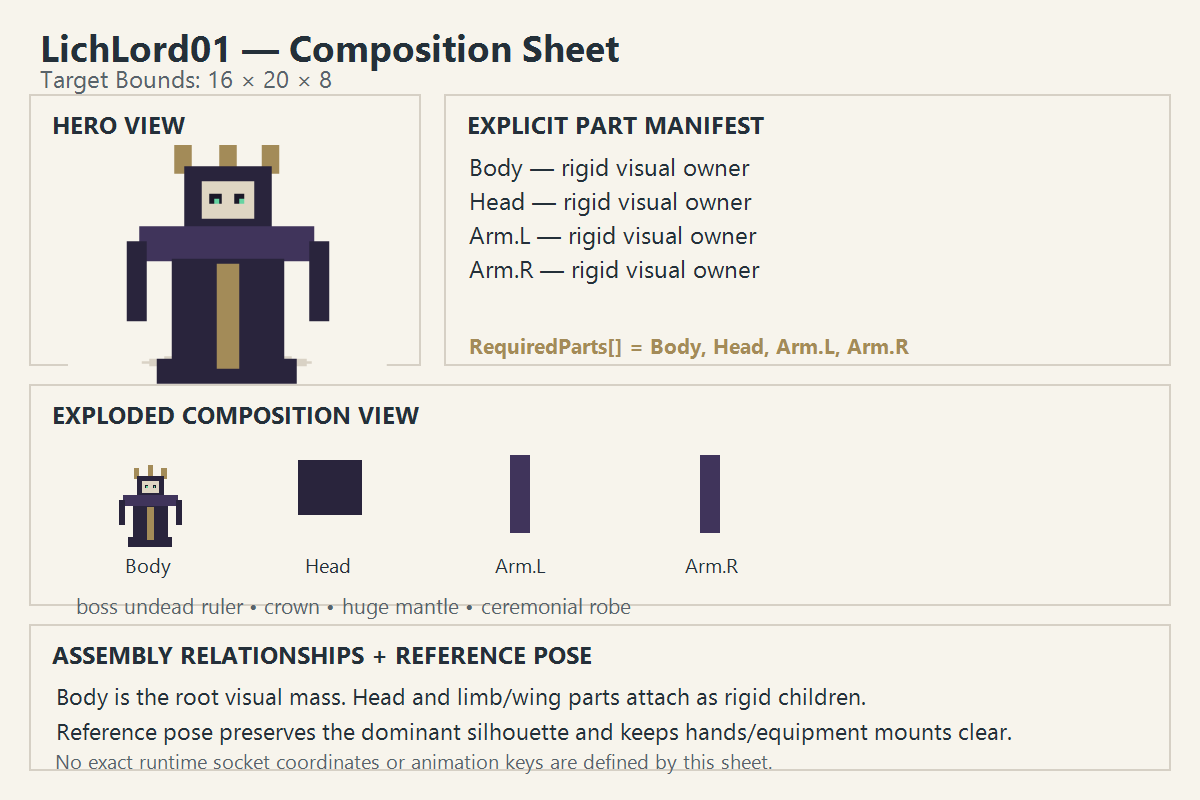 LichLord01 — Composition Sheet
Target Bounds: 16 × 20 × 8
HERO VIEW
EXPLICIT PART MANIFEST
Body — rigid visual owner
Head — rigid visual owner
Arm.L — rigid visual owner
Arm.R — rigid visual owner
RequiredParts[] = Body, Head, Arm.L, Arm.R
EXPLODED COMPOSITION VIEW
Body
Head
Arm.L
Arm.R
boss undead ruler • crown • huge mantle • ceremonial robe
ASSEMBLY RELATIONSHIPS + REFERENCE POSE
Body is the root visual mass. Head and limb/wing parts attach as rigid children.
Reference pose preserves the dominant silhouette and keeps hands/equipment mounts clear.
No exact runtime socket coordinates or animation keys are defined by this sheet.